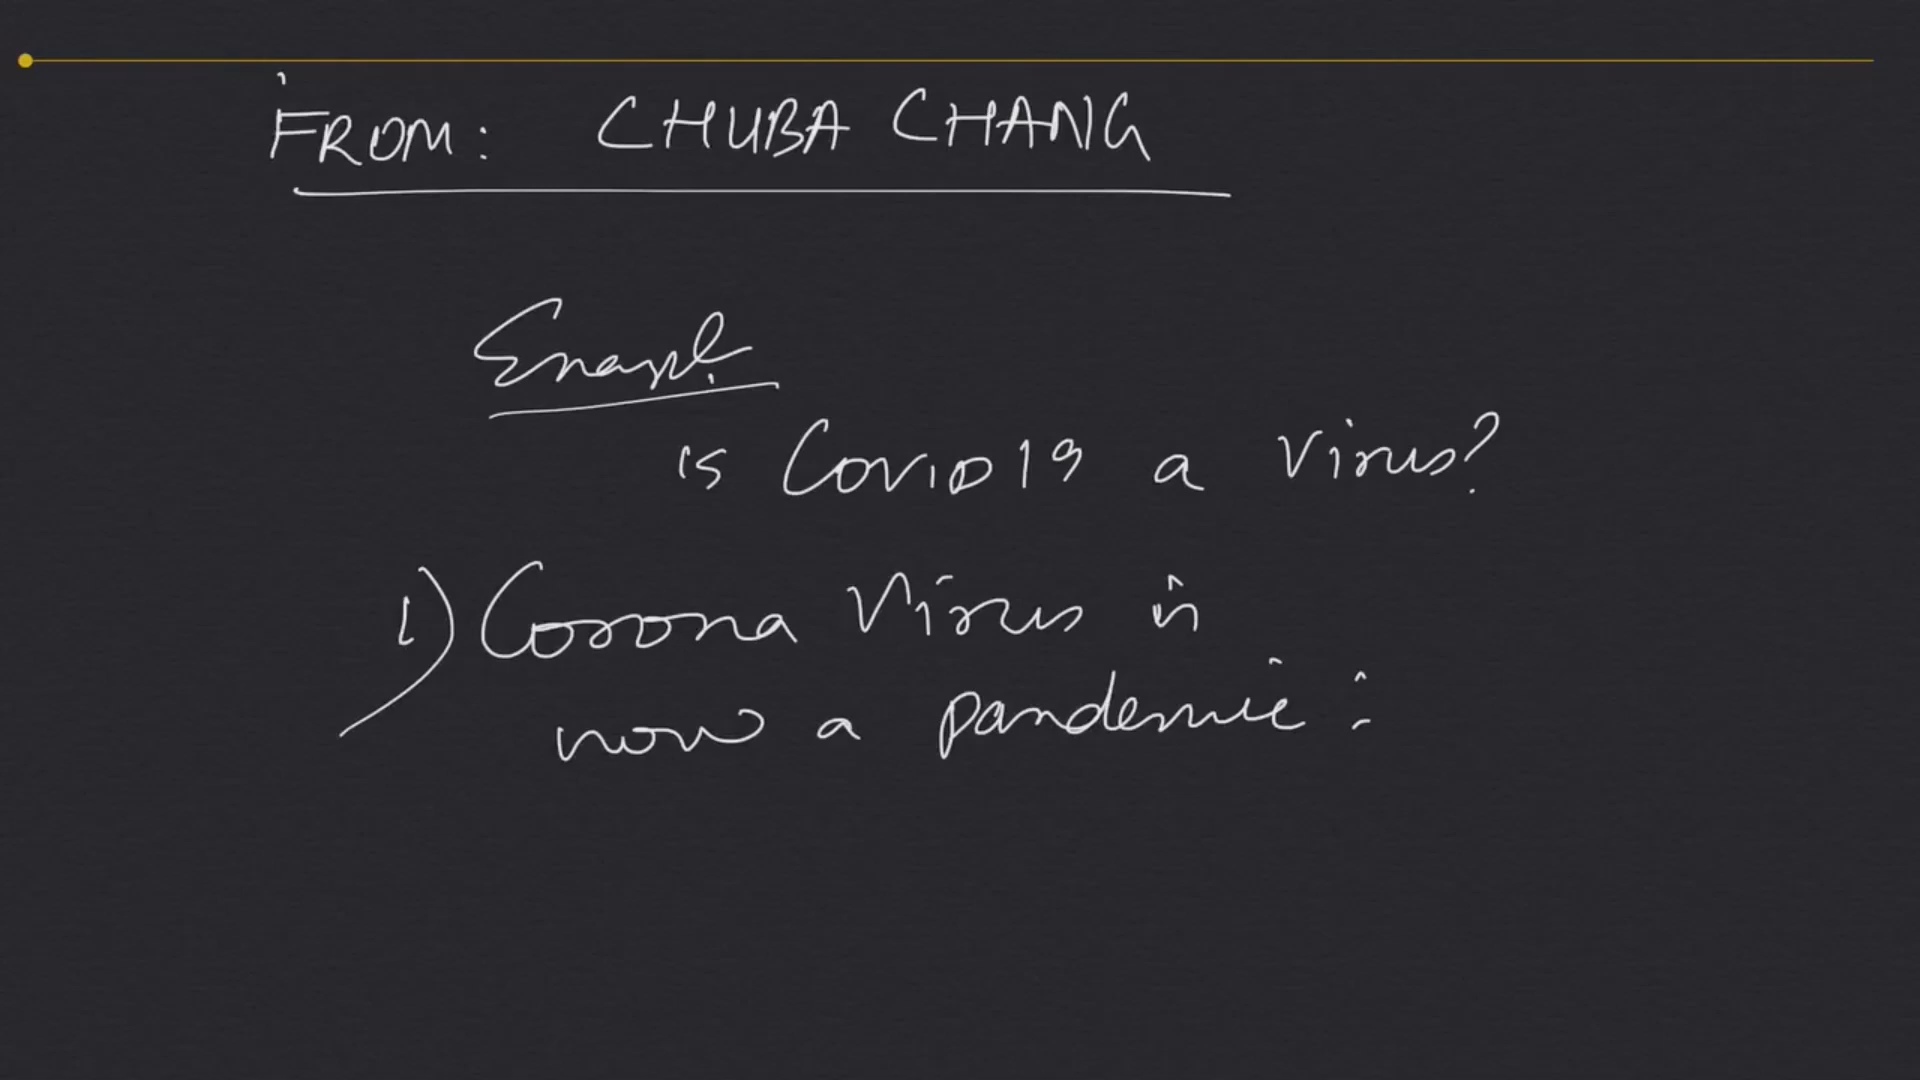 FROM: CHUBA CHANG
Example
is COVID19 a Virus?
1) Corona Virus is
now a pandemic :